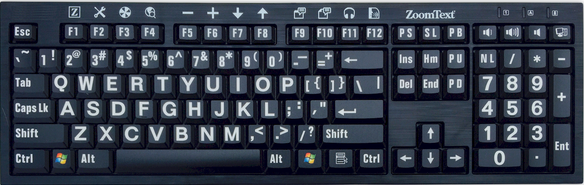 ZoomText
Esc F1 F2 F3 F4 F5 F6 F7 F8 F9 F10 F11 F12 PS SL PB
~` 1! 2@ 3# 4$ 5% 6^ 7& 8* 9( 0) -_ =+ ← Ins Hm PU NL / * -
Tab Q W E R T Y U I O P [{ ]} \| Del End PD 7 8 9 +
Caps Lk A S D F G H J K L ;: ," 4 5 6
Shift Z X C V B N M ,< .> /? Shift ↑ 1 2 3 Ent
Ctrl Alt Alt Ctrl ← ↓ → 0 .